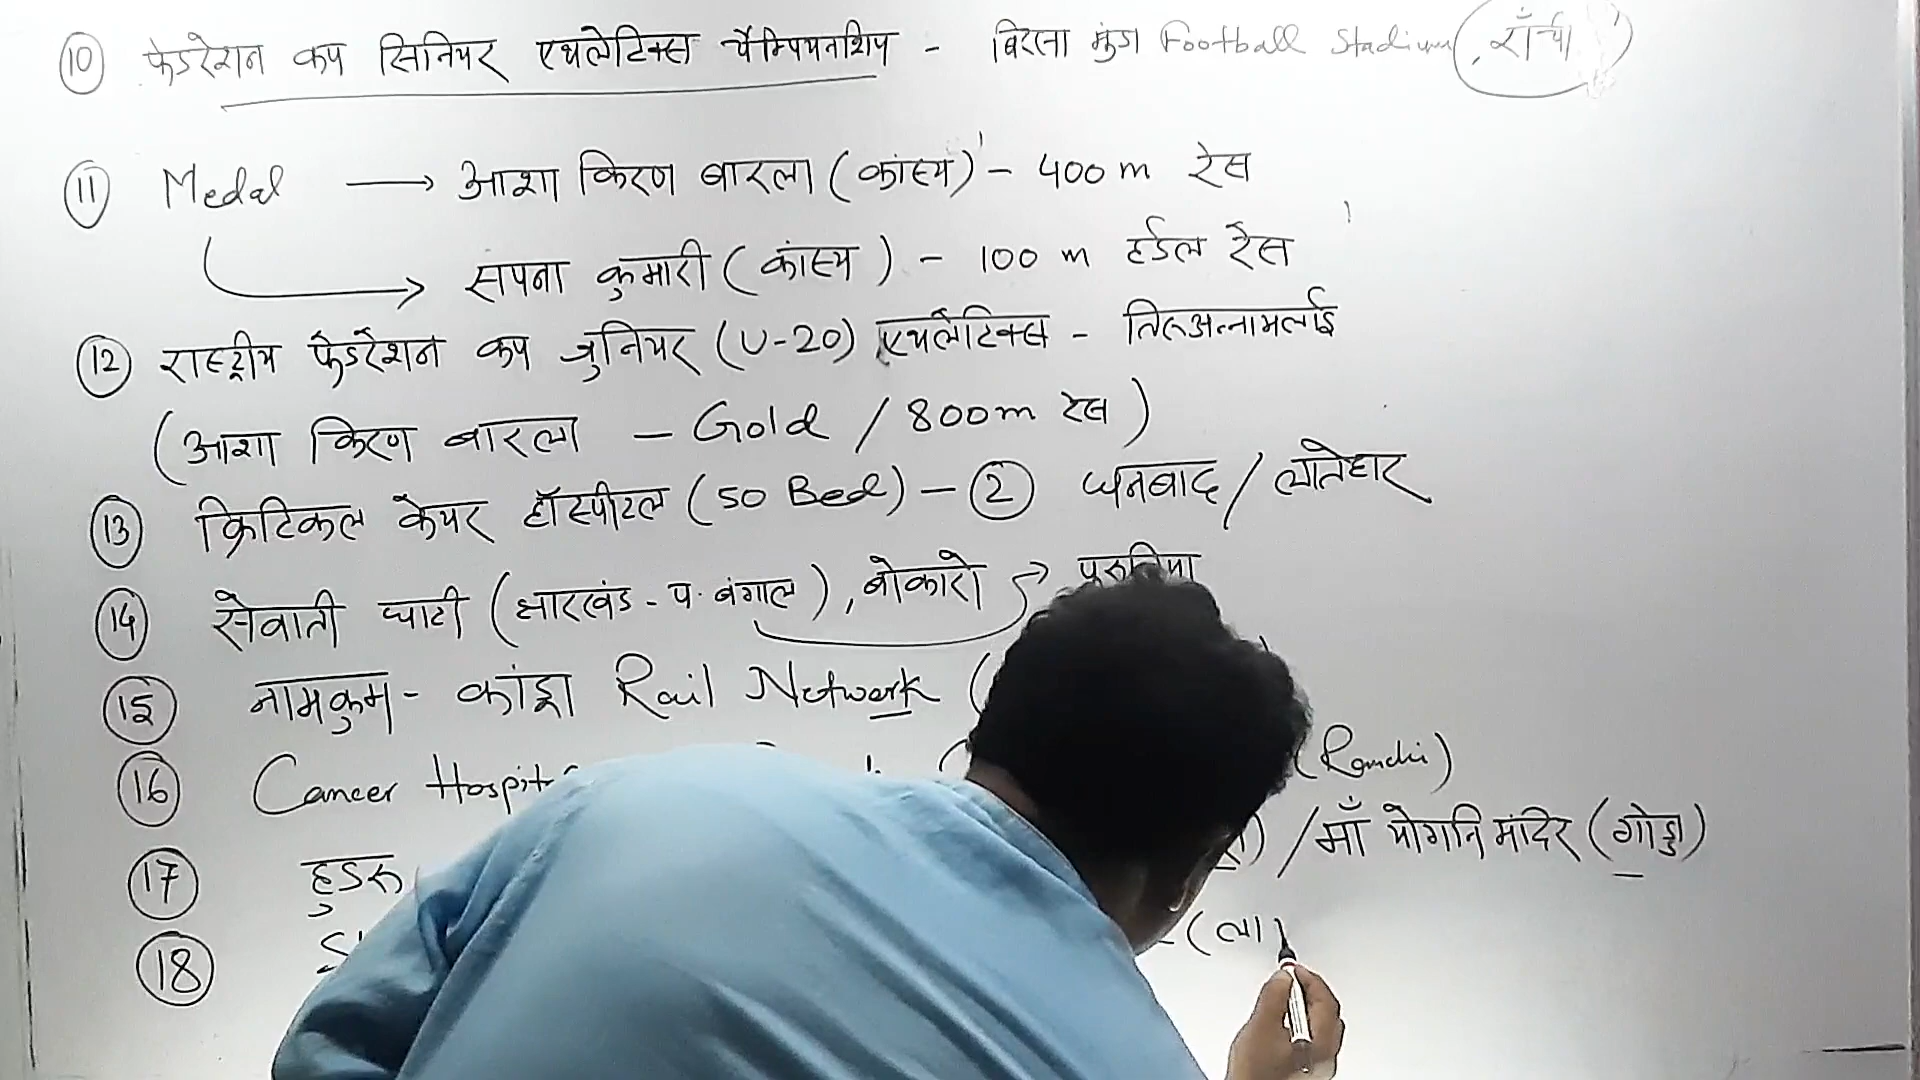 10 फेडरेशन कप सिनियर एथलेटिक्स चैम्पियनशिप - बिरसा मुंडा Football Stadium (राँची)
11 Medal → आशा किरण बारला (कांस्य) - 400 m रेस
→ सपना कुमारी (कांस्य) - 100 m हर्डल रेस
12 राष्ट्रीय फेडरेशन कप जुनियर (U-20) एथलेटिक्स - तिरुअन्नामलाई
(आशा किरण बारला - Gold / 800m रेस)
13 क्रिटिकल केयर हॉस्पीटल (50 Bed) - 2 धनबाद / लातेहार
14 सेवाती घाटी (झारखंड - प. बंगाल), बोकारो → पुरुलिया
15 नामकुम - कांड्रा Rail Network (
16 Cancer (Ranchi)
17 हुडरू / माँ योगनि मंदिर (गोड्डा)
18 - (ला